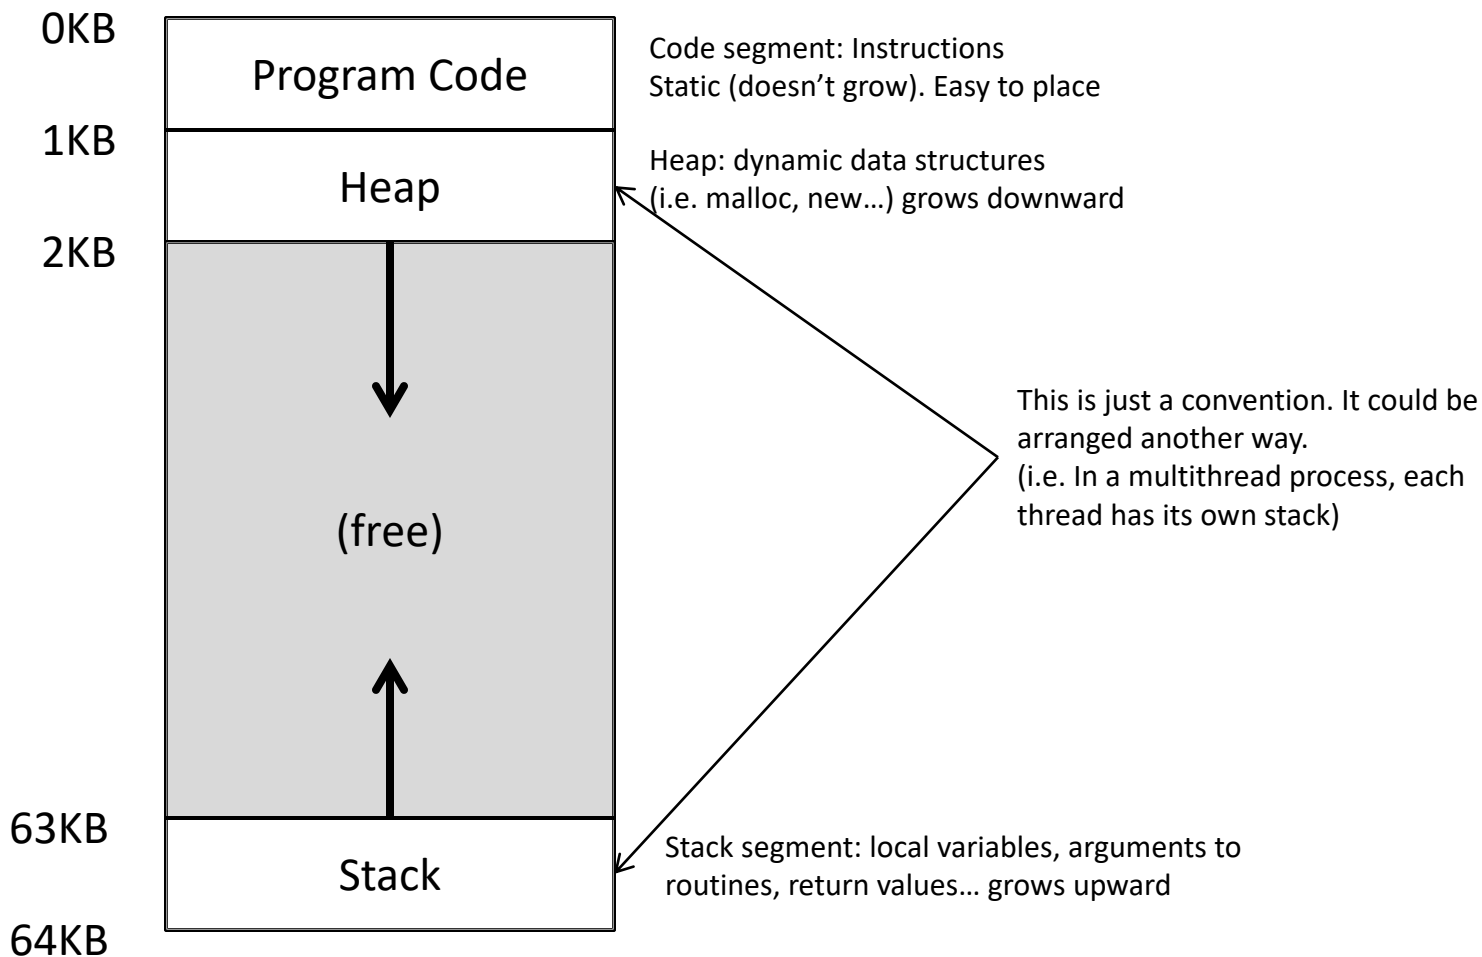 0KB
Program Code
Code segment: Instructions
Static (doesn’t grow). Easy to place
1KB
Heap
Heap: dynamic data structures
(i.e. malloc, new…) grows downward
2KB
This is just a convention. It could be
arranged another way.
(i.e. In a multithread process, each
thread has its own stack)
(free)
63KB
Stack
Stack segment: local variables, arguments to
routines, return values… grows upward
64KB